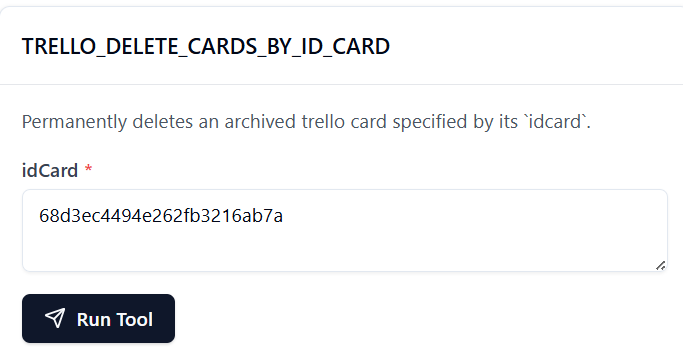 TRELLO_DELETE_CARDS_BY_ID_CARD
Permanently deletes an archived trello card specified by its `idcard`.
idCard *
68d3ec4494e262fb3216ab7a
Run Tool